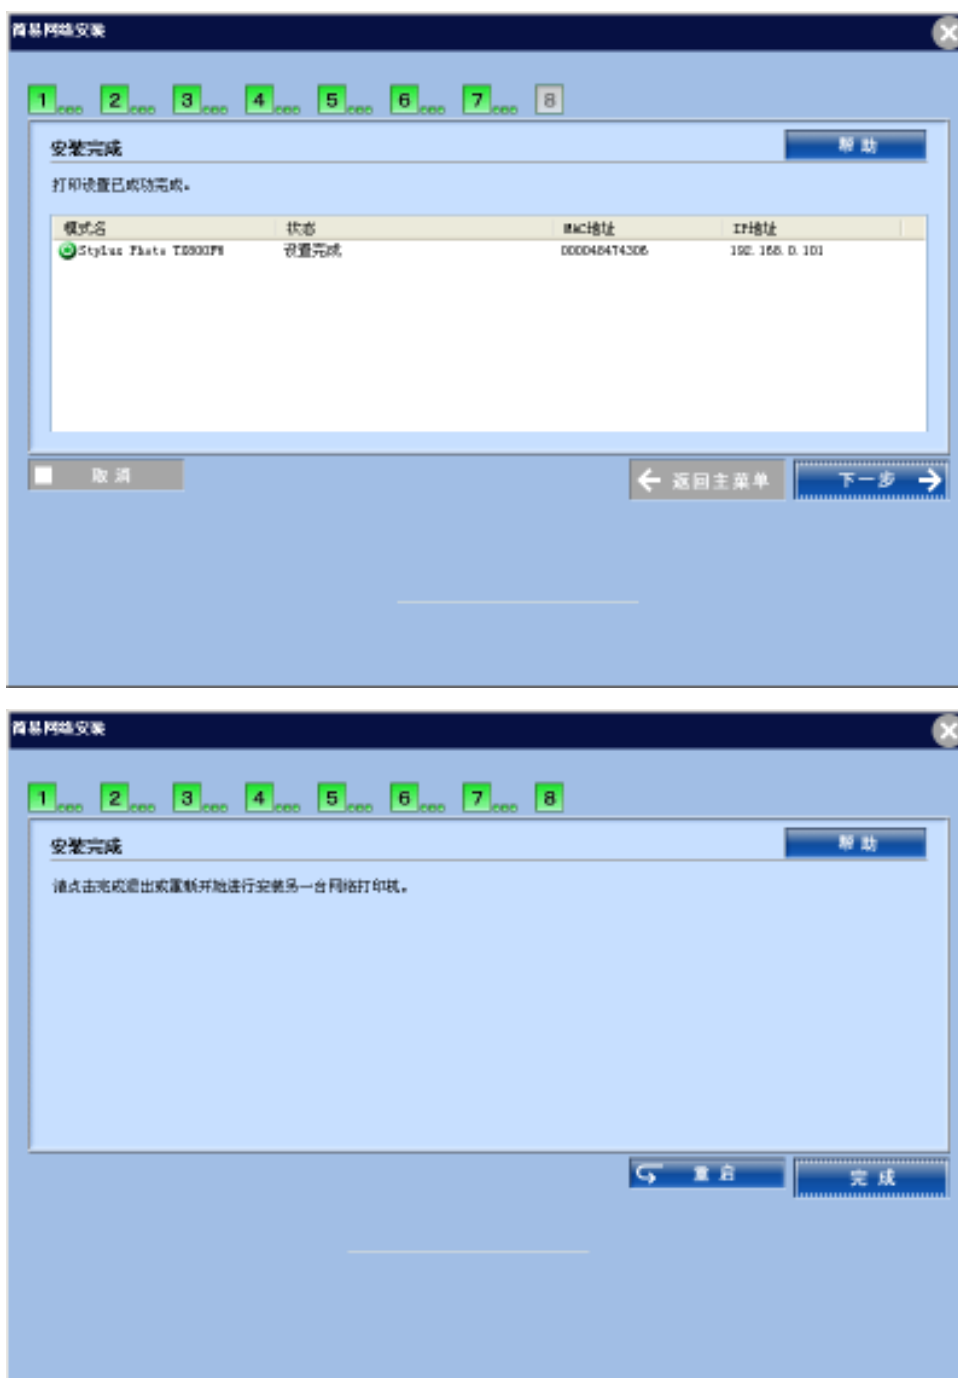 简易网络安装
1 2 3 4 5 6 7 8
安装完成
帮助
打印设置已成功完成。
模式名 状态 MAC地址 IP地址
Stylus Photo TX800FW 设置完成 000048474306 192.168.0.101
取消
返回主菜单
下一步
简易网络安装
1 2 3 4 5 6 7 8
安装完成
帮助
请点击完成退出或重新开始进行安装另一台网络打印机。
重启
完成